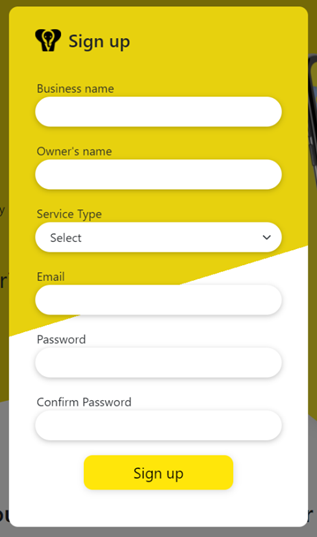 Sign up
Business name
Owner's name
Service Type
Select
Email
Password
Confirm Password
Sign up